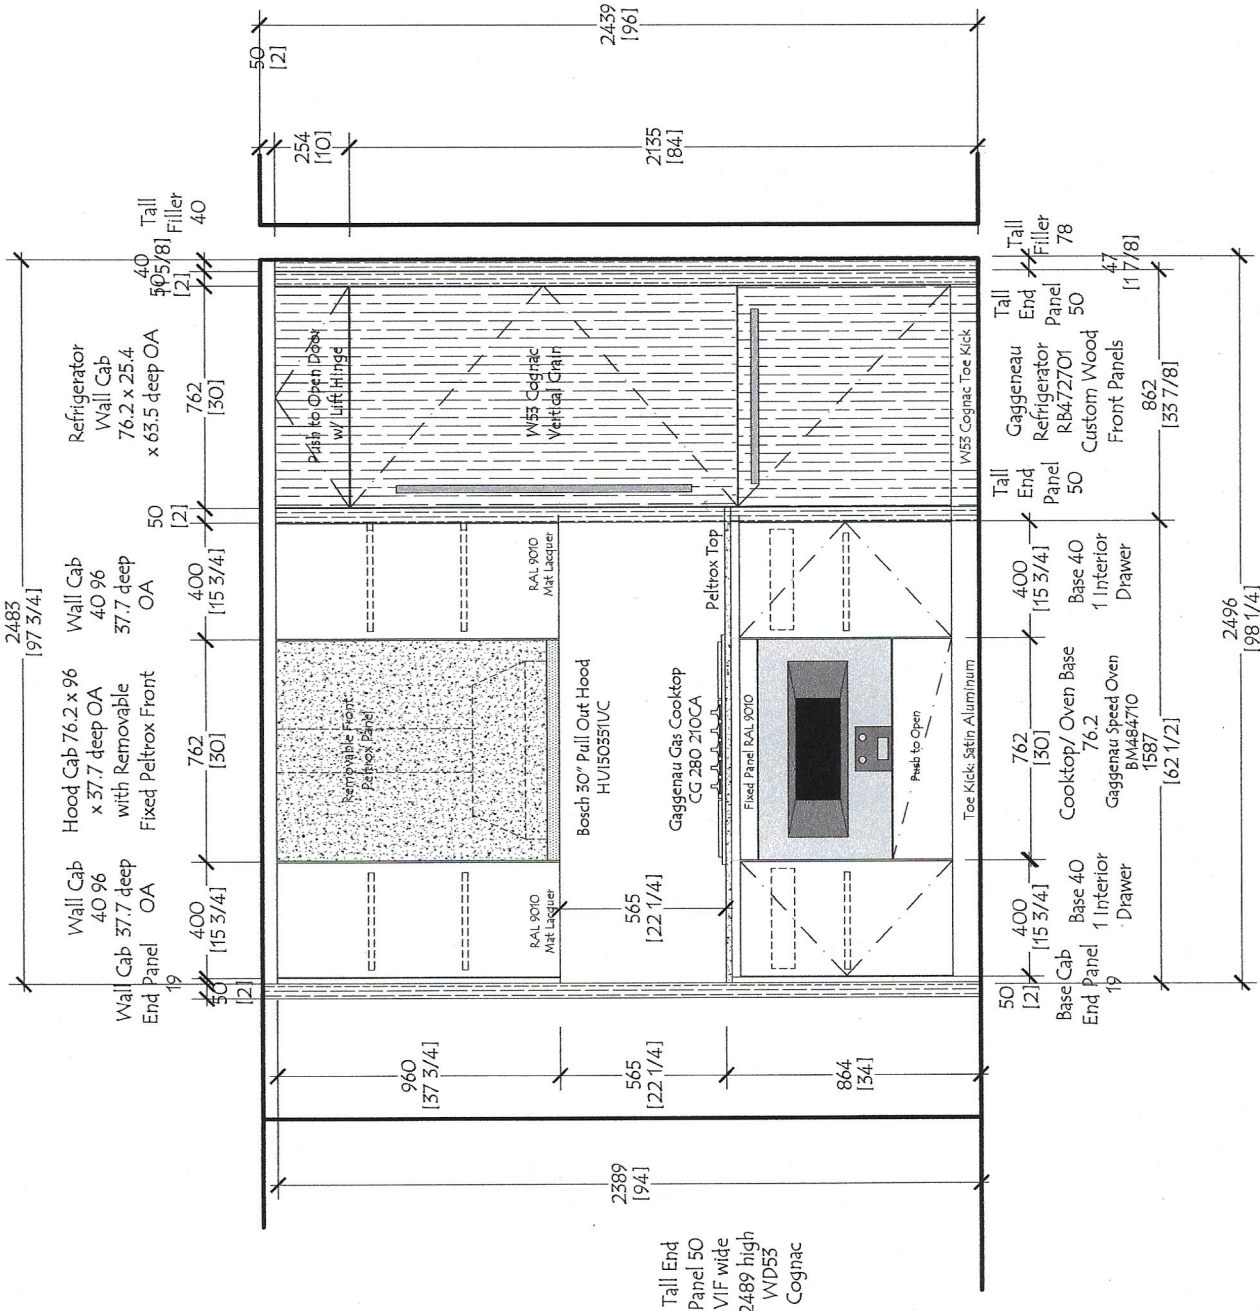 2483
[97 3/4]
Wall Cab
End Panel
19
Wall Cab
40 96
37.7 deep
OA
Hood Cab 76.2 x 96
x 37.7 deep OA
with Removable
Fixed Peltrox Front
Wall Cab
40 96
37.7 deep
OA
Refrigerator
Wall Cab
76.2 x 25.4
x 63.5 deep OA
Tall
Filler
40
50
[2]
400
[15 3/4]
762
[30]
400
[15 3/4]
50
[2]
762
[30]
50
[2]
40
[1 5/8]
50
[2]
254
[10]
2135
[84]
2439
[96]
Removable Front
Peltrox Panel
Push to Open Door
w/ Lift Hinge
W53 Cognac
Vertical Grain
RAL 9010
Mat Lacquer
RAL 9010
Mat Lacquer
Bosch 30" Pull Out Hood
HUI50351UC
565
[22 1/4]
Gaggenau Gas Cooktop
CG 280 210CA
Peltrox Top
Fixed Panel RAL 9010
Push to Open
Toe Kick: Satin Aluminum
W53 Cognac Toe Kick
960
[37 3/4]
565
[22 1/4]
864
[34]
2389
[94]
Tall End
Panel 50
VIF wide
2489 high
WD53
Cognac
50
[2]
Base Cab
End Panel
19
400
[15 3/4]
Base 40
1 Interior
Drawer
762
[30]
Cooktop/ Oven Base
76.2
Gaggenau Speed Oven
BM484710
1587
[62 1/2]
400
[15 3/4]
Base 40
1 Interior
Drawer
Tall
End
Panel
50
Gaggeneau
Refrigerator
RB472701
Custom Wood
Front Panels
862
[33 7/8]
Tall
End
Panel
50
Tall
Filler
78
47
[1 7/8]
2496
[98 1/4]